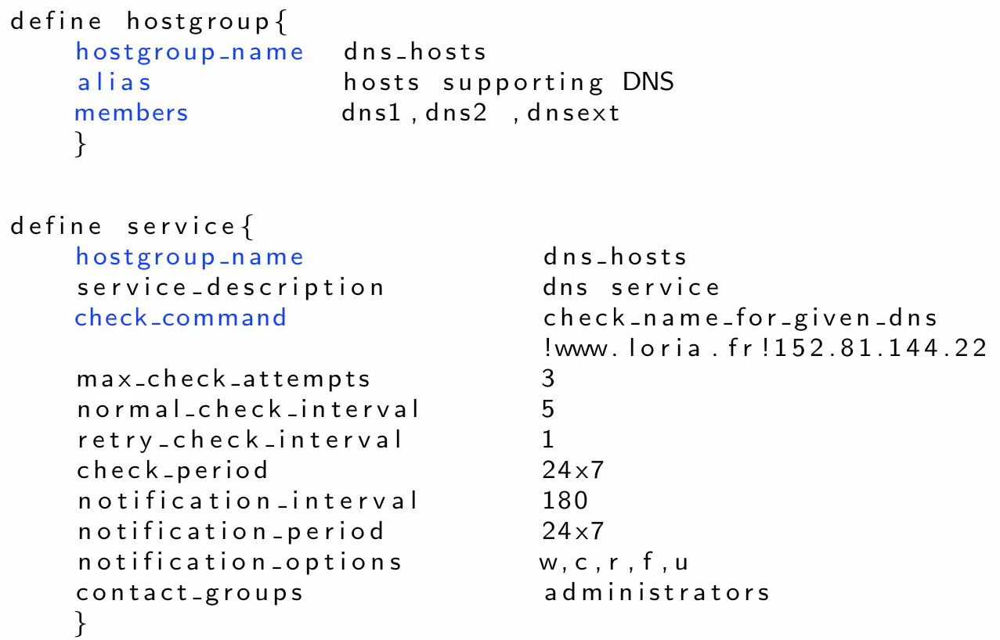 define hostgroup{
hostgroup_name dns_hosts
alias hosts supporting DNS
members dns1,dns2 ,dnsext
}
define service{
hostgroup_name dns_hosts
service_description dns service
check_command check_name_for_given_dns
!www.loria.fr!152.81.144.22
max_check_attempts 3
normal_check_interval 5
retry_check_interval 1
check_period 24x7
notification_interval 180
notification_period 24x7
notification_options w,c,r,f,u
contact_groups administrators
}